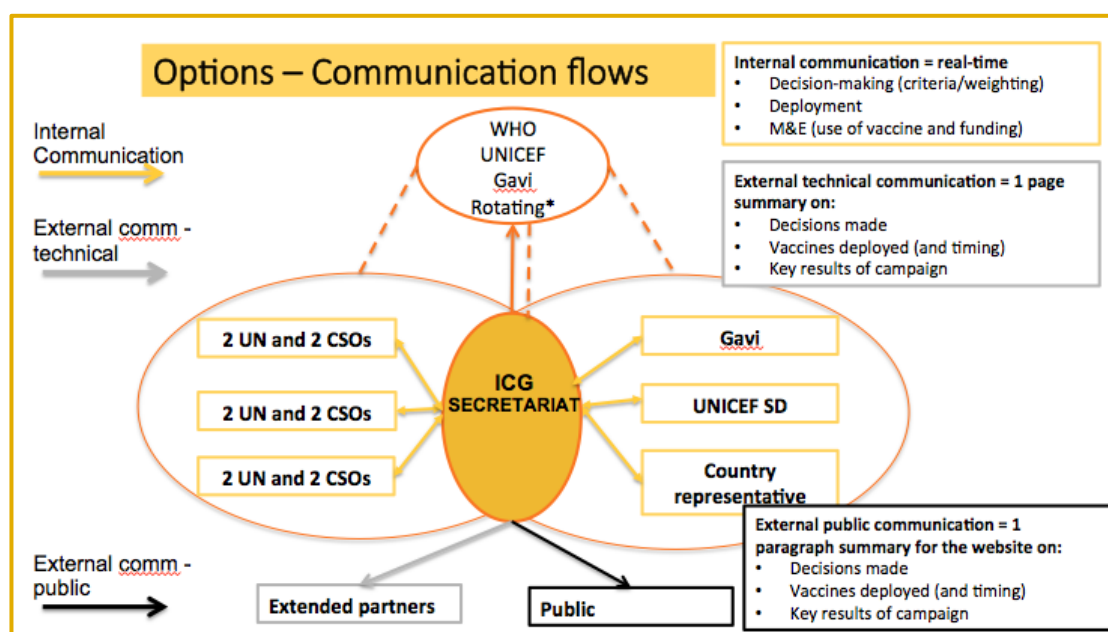 Options – Communication flows
Internal communication = real-time
• Decision-making (criteria/weighting)
• Deployment
• M&E (use of vaccine and funding)
Internal
Communication
WHO
UNICEF
Gavi
Rotating*
External technical communication = 1 page
summary on:
• Decisions made
• Vaccines deployed (and timing)
• Key results of campaign
External comm -
technical
2 UN and 2 CSOs
2 UN and 2 CSOs
2 UN and 2 CSOs
ICG
SECRETARIAT
Gavi
UNICEF SD
Country
representative
External public communication = 1
paragraph summary for the website on:
• Decisions made
• Vaccines deployed (and timing)
• Key results of campaign
External comm -
public
Extended partners
Public